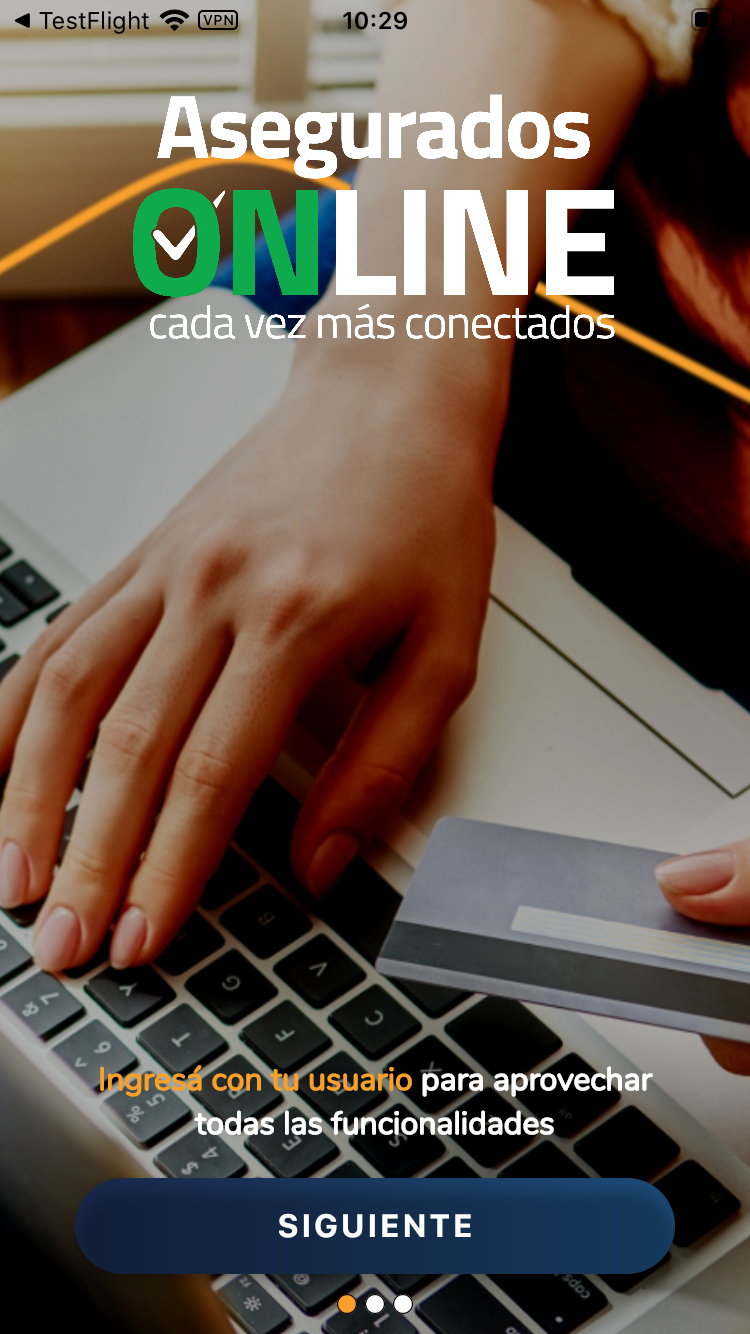 TestFlight
VPN
10:29
Asegurados
ONLINE
cada vez más conectados
Ingresá con tu usuario para aprovechar
todas las funcionalidades
SIGUIENTE